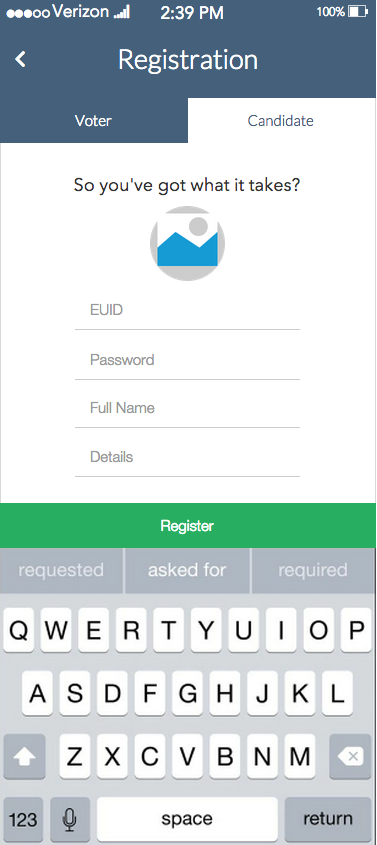 Verizon 2:39 PM 100%
Registration
Voter Candidate
So you've got what it takes?
EUID
Password
Full Name
Details
Register
requested asked for required
Q W E R T Y U I O P
A S D F G H J K L
Z X C V B N M
123 space return